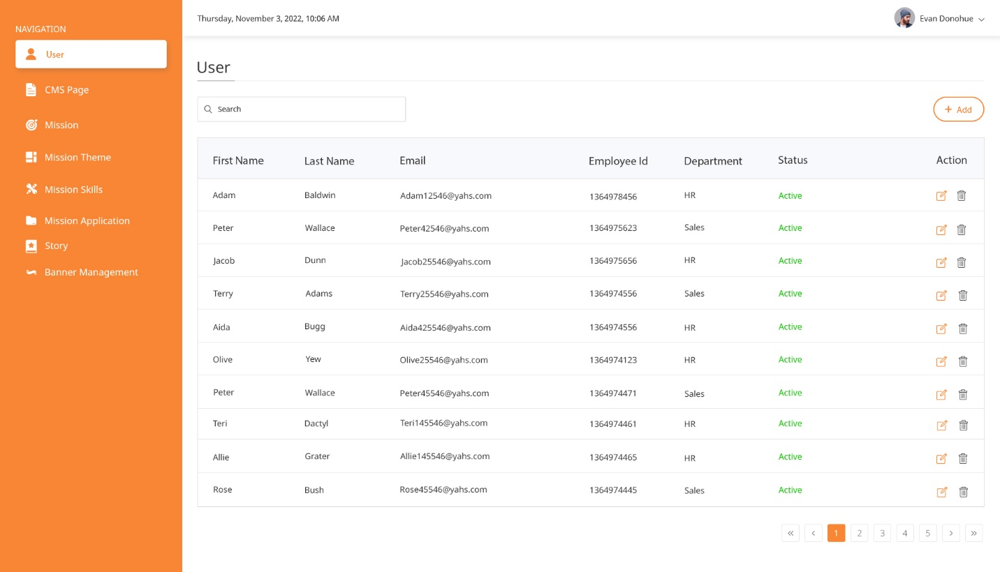 Thursday, November 3, 2022, 10:06 AM
Evan Donohue
NAVIGATION
User
CMS Page
Mission
Mission Theme
Mission Skills
Mission Application
Story
Banner Management
User
Search
+ Add
First Name Last Name Email Employee Id Department Status Action
Adam Baldwin Adam12546@yahs.com 1364978456 HR Active
Peter Wallace Peter42546@yahs.com 1364975623 Sales Active
Jacob Dunn Jacob25546@yahs.com 1364975656 HR Active
Terry Adams Terry25546@yahs.com 1364974556 Sales Active
Aida Bugg Aida425546@yahs.com 1364974556 HR Active
Olive Yew Olive25546@yahs.com 1364974123 HR Active
Peter Wallace Peter45546@yahs.com 1364974471 Sales Active
Teri Dactyl Teri145546@yahs.com 1364974461 HR Active
Allie Grater Allie145546@yahs.com 1364974465 HR Active
Rose Bush Rose45546@yahs.com 1364974445 Sales Active
« ‹ 1 2 3 4 5 › »